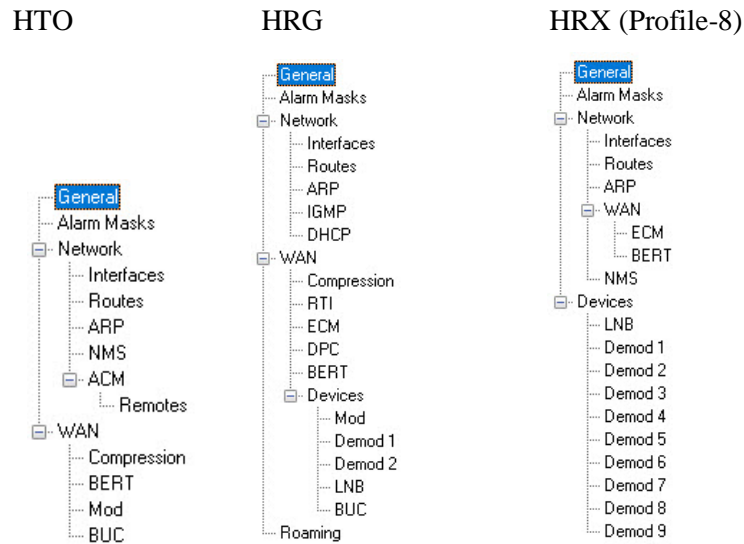 HTO
General
Alarm Masks
Network
Interfaces
Routes
ARP
NMS
ACM
Remotes
WAN
Compression
BERT
Mod
BUC
HRG
General
Alarm Masks
Network
Interfaces
Routes
ARP
IGMP
DHCP
WAN
Compression
RTI
ECM
DPC
BERT
Devices
Mod
Demod 1
Demod 2
LNB
BUC
Roaming
HRX (Profile-8)
General
Alarm Masks
Network
Interfaces
Routes
ARP
WAN
ECM
BERT
NMS
Devices
LNB
Demod 1
Demod 2
Demod 3
Demod 4
Demod 5
Demod 6
Demod 7
Demod 8
Demod 9